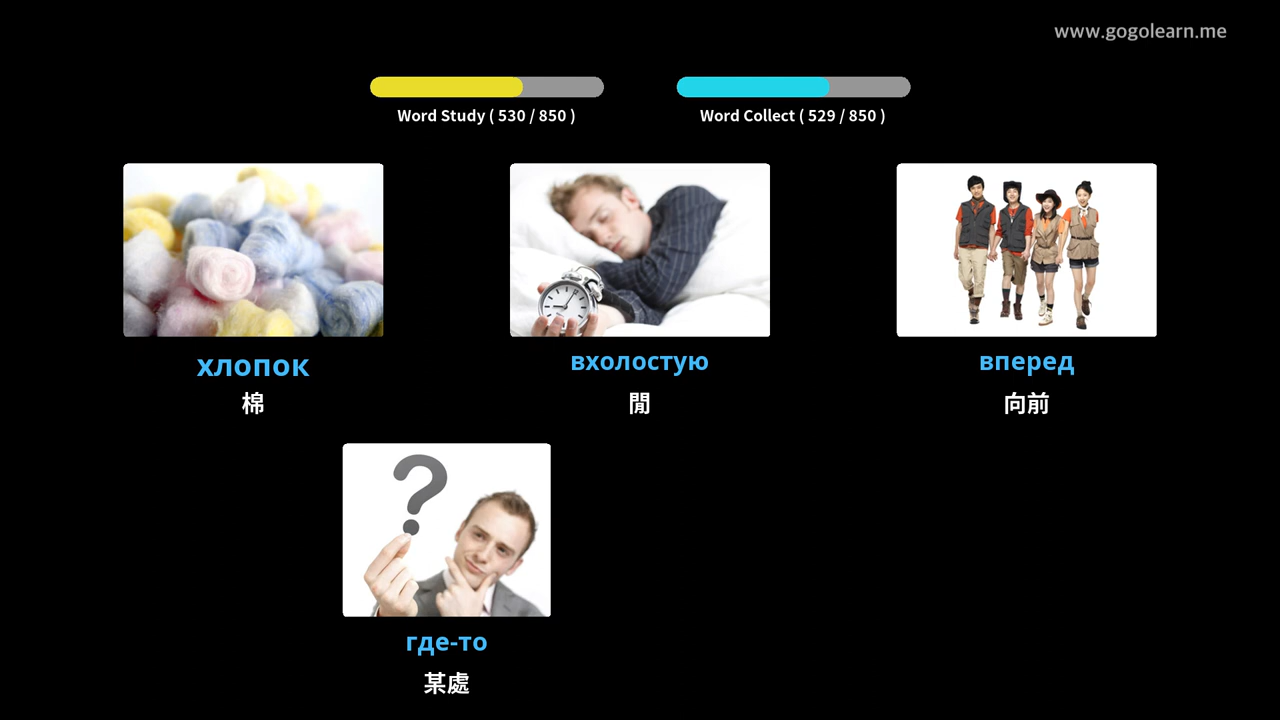 www.gogolearn.me
Word Study ( 530 / 850 )
Word Collect ( 529 / 850 )
хлопок
棉
вхолостую
閒
вперед
向前
где-то
某處